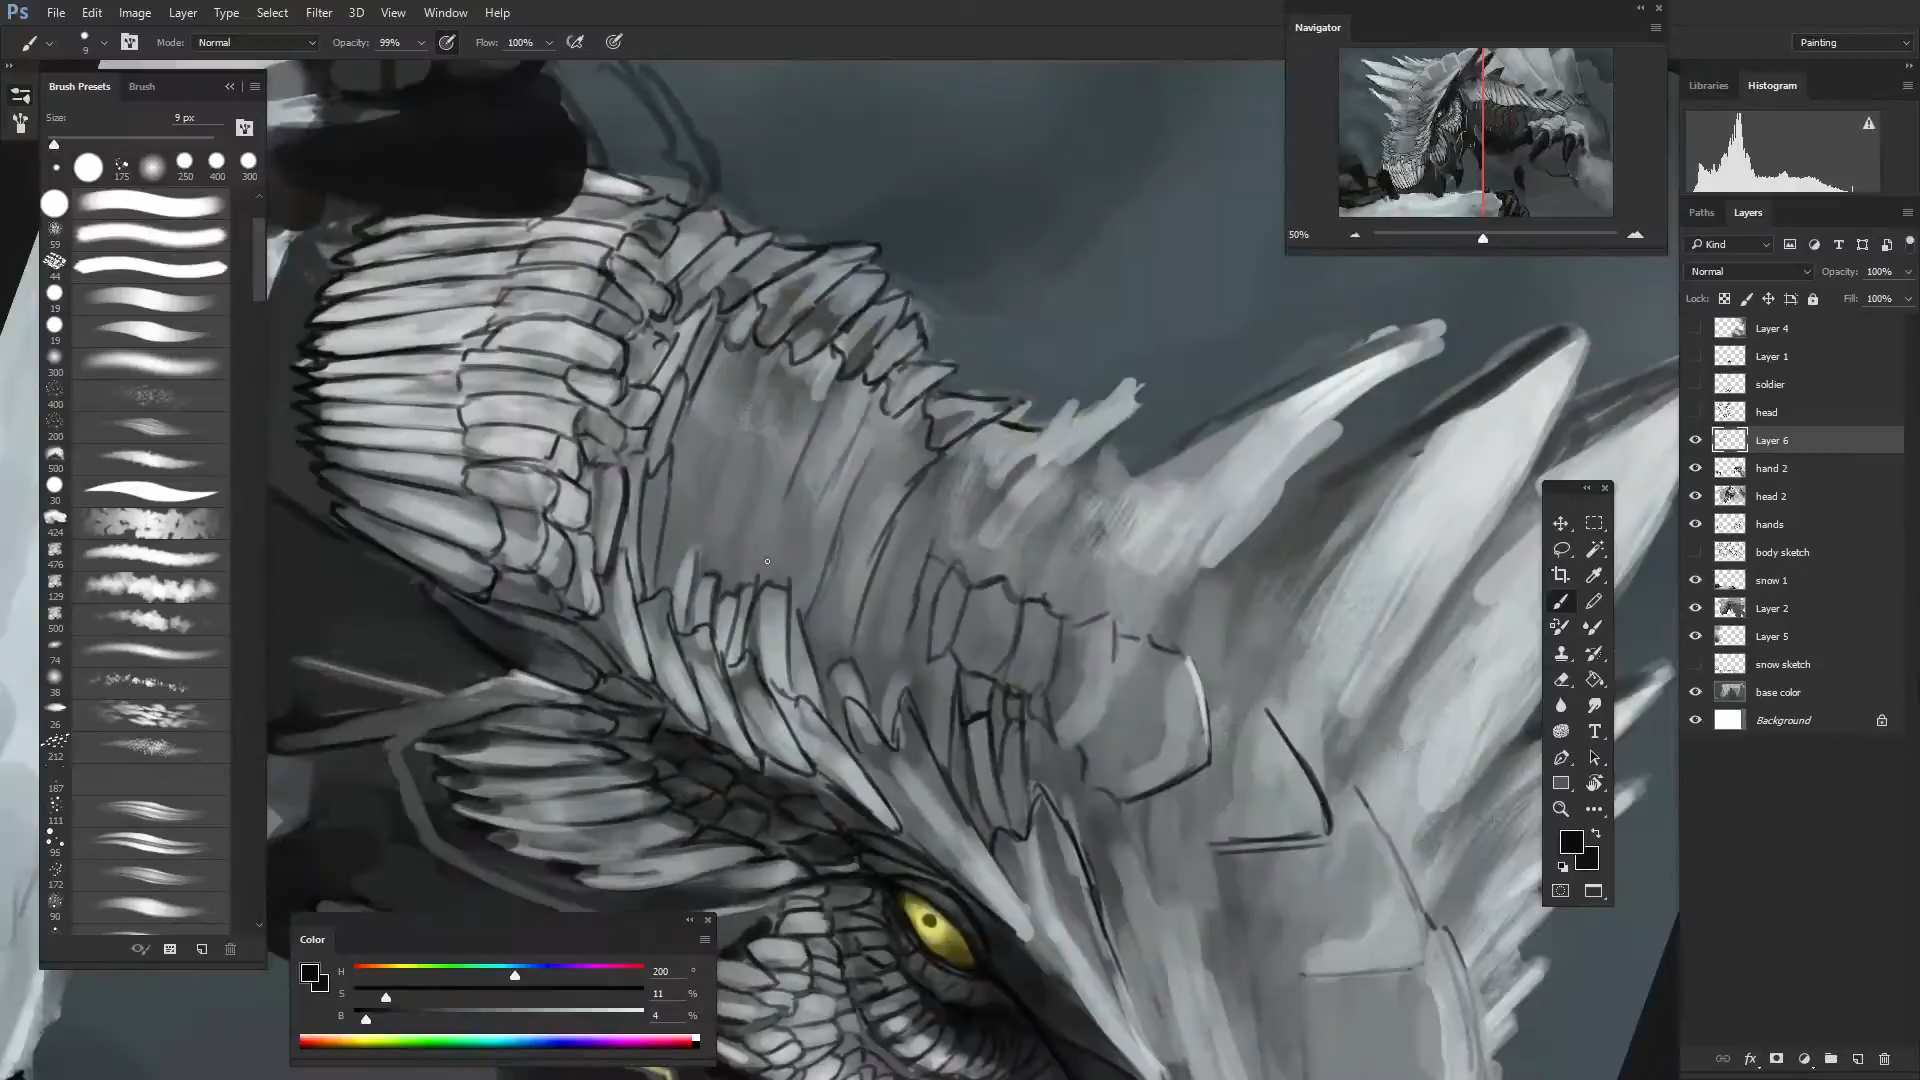 Ps File Edit Image Layer Type Select Filter 3D View Window Help
9 Mode: Normal Opacity: 99% Flow: 100% Painting
Navigator
50%
Brush Presets Brush
Size: 9 px
175 250 400 300
59
44
19
19
300
400
200
500
30
424
476
129
500
74
38
26
212
187
111
95
172
90
Color
H 200 °
S 11 %
B 4 %
Libraries Histogram
Paths Layers
Kind
Normal Opacity: 100%
Lock: Fill: 100%
Layer 4
Layer 1
soldier
head
Layer 6
hand 2
head 2
hands
body sketch
snow 1
Layer 2
Layer 5
snow sketch
base color
Background
fx